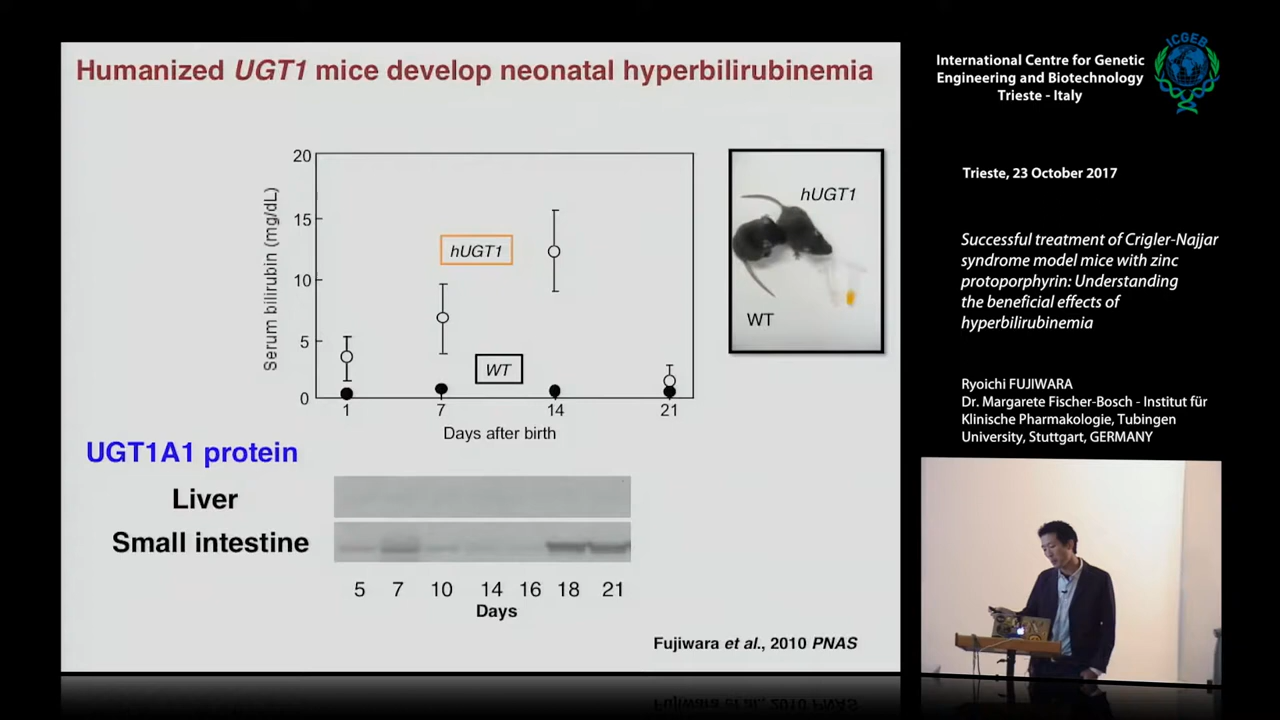 Humanized UGT1 mice develop neonatal hyperbilirubinemia
Serum bilirubin (mg/dL)
20
15
10
5
0
hUGT1
WT
1 7 14 21
Days after birth
hUGT1
WT
UGT1A1 protein
Liver
Small intestine
5 7 10 14 16 18 21
Days
Fujiwara et al., 2010 PNAS
ICGEB
International Centre for Genetic
Engineering and Biotechnology
Trieste - Italy
Trieste, 23 October 2017
Successful treatment of Crigler-Najjar
syndrome model mice with zinc
protoporphyrin: Understanding
the beneficial effects of
hyperbilirubinemia
Ryoichi FUJIWARA
Dr. Margarete Fischer-Bosch - Institut für
Klinische Pharmakologie, Tubingen
University, Stuttgart, GERMANY